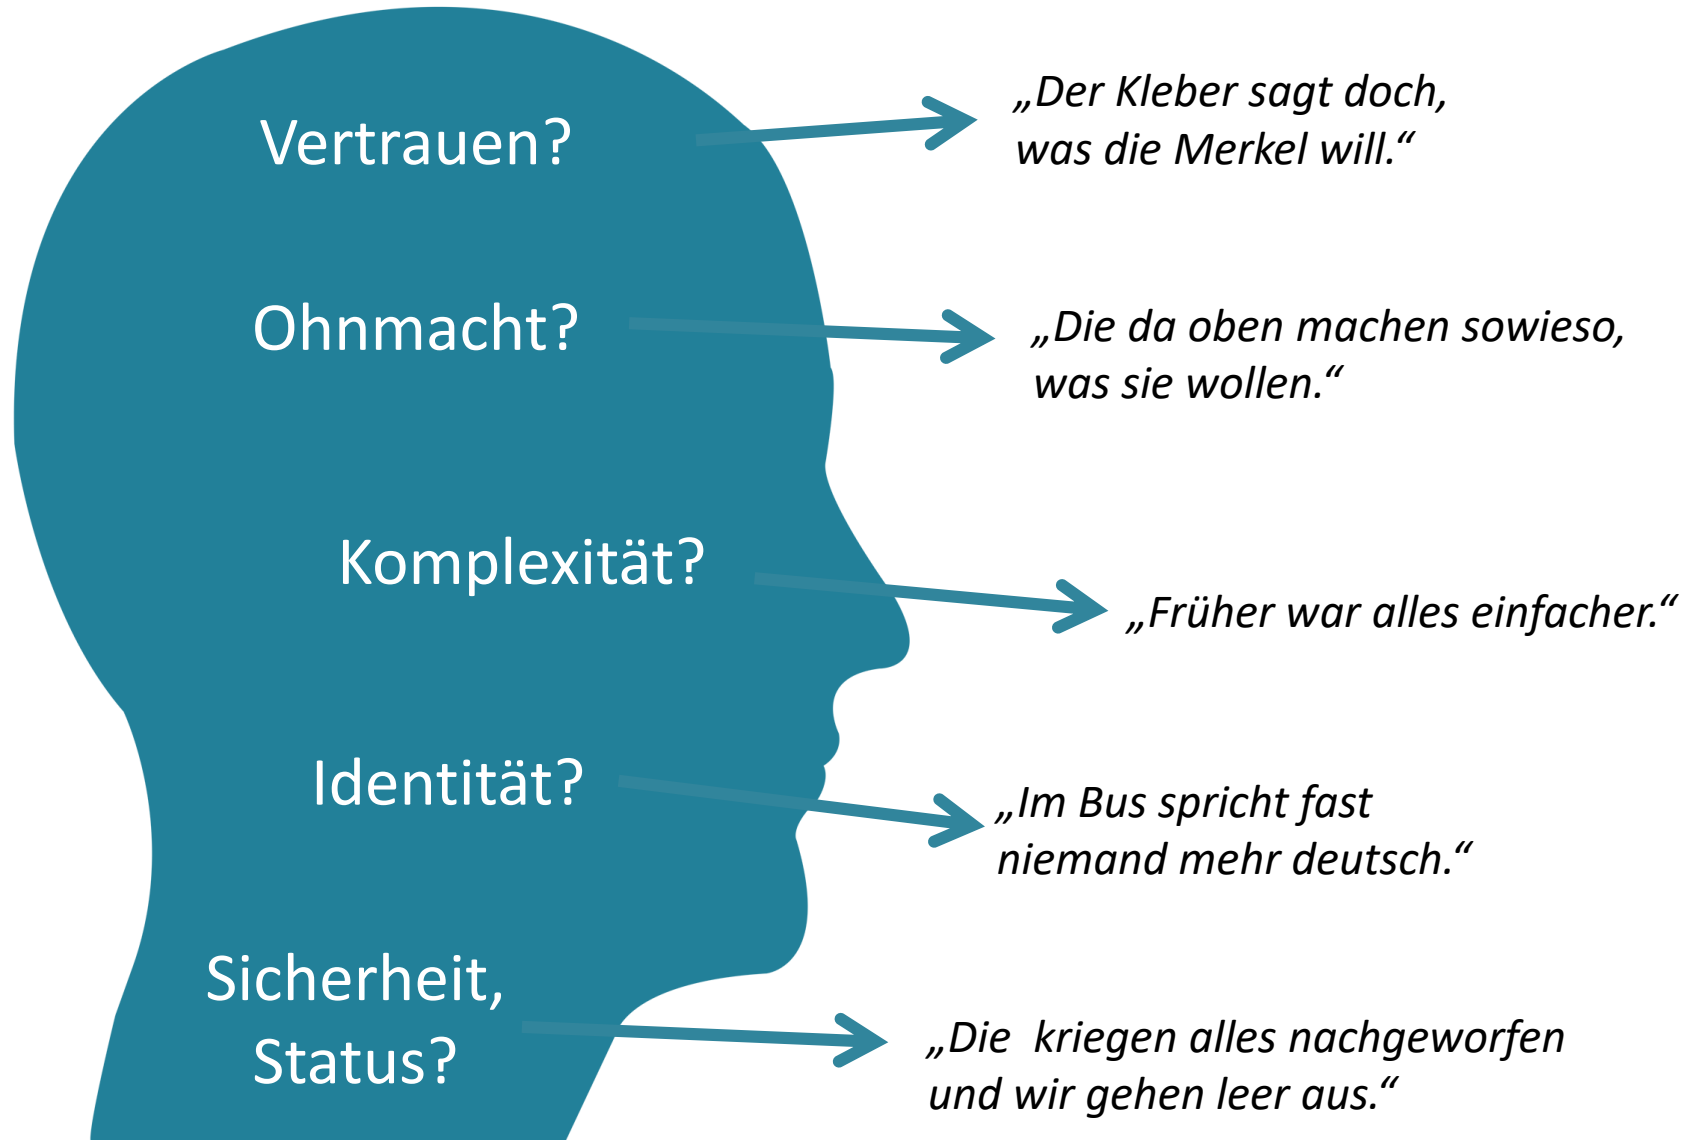 Vertrauen?
„Der Kleber sagt doch,
was die Merkel will.“
Ohnmacht?
„Die da oben machen sowieso,
was sie wollen.“
Komplexität?
„Früher war alles einfacher.“
Identität?
„Im Bus spricht fast
niemand mehr deutsch.“
Sicherheit,
Status?
„Die  kriegen alles nachgeworfen
und wir gehen leer aus.“